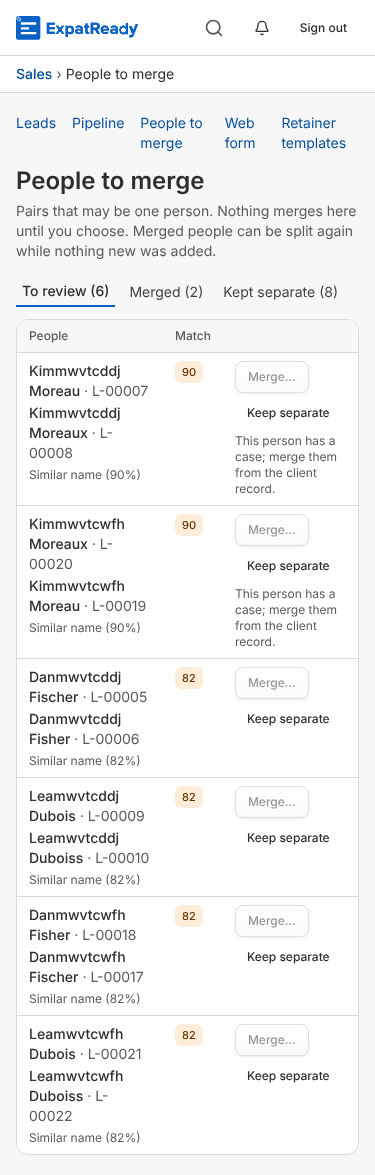 ExpatReady
Sign out
Sales › People to merge
Leads
Pipeline
People to
merge
Web
form
Retainer
templates
People to merge
Pairs that may be one person. Nothing merges here
until you choose. Merged people can be split again
while nothing new was added.
To review (6)
Merged (2)
Kept separate (8)
People
Match
Kimmwvtcddj
Moreau · L-00007
Kimmwvtcddj
Moreaux · L-
00008
Similar name (90%)
90
Merge...
Keep separate
This person has a
case; merge them
from the client
record.
Kimmwvtcwfh
Moreaux · L-
00020
Kimmwvtcwfh
Moreau · L-00019
Similar name (90%)
90
Merge...
Keep separate
This person has a
case; merge them
from the client
record.
Danmwvtcddj
Fischer · L-00005
Danmwvtcddj
Fisher · L-00006
Similar name (82%)
82
Merge...
Keep separate
Leamwvtcddj
Dubois · L-00009
Leamwvtcddj
Duboiss · L-00010
Similar name (82%)
82
Merge...
Keep separate
Danmwvtcwfh
Fisher · L-00018
Danmwvtcwfh
Fischer · L-00017
Similar name (82%)
82
Merge...
Keep separate
Leamwvtcwfh
Dubois · L-00021
Leamwvtcwfh
Duboiss · L-
00022
Similar name (82%)
82
Merge...
Keep separate